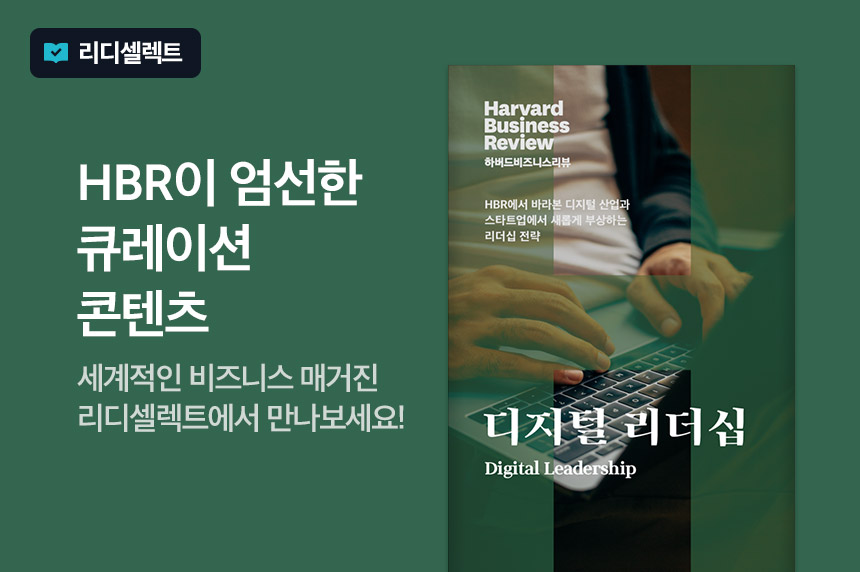 리디셀렉트
HBR이 엄선한
큐레이션
콘텐츠
세계적인 비즈니스 매거진
리디셀렉트에서 만나보세요!
Harvard
Business
Review
하버드비즈니스리뷰
HBR에서 바라본 디지털 산업과
스타트업에서 새롭게 부상하는
리더십 전략
디지털 리더십
Digital Leadership